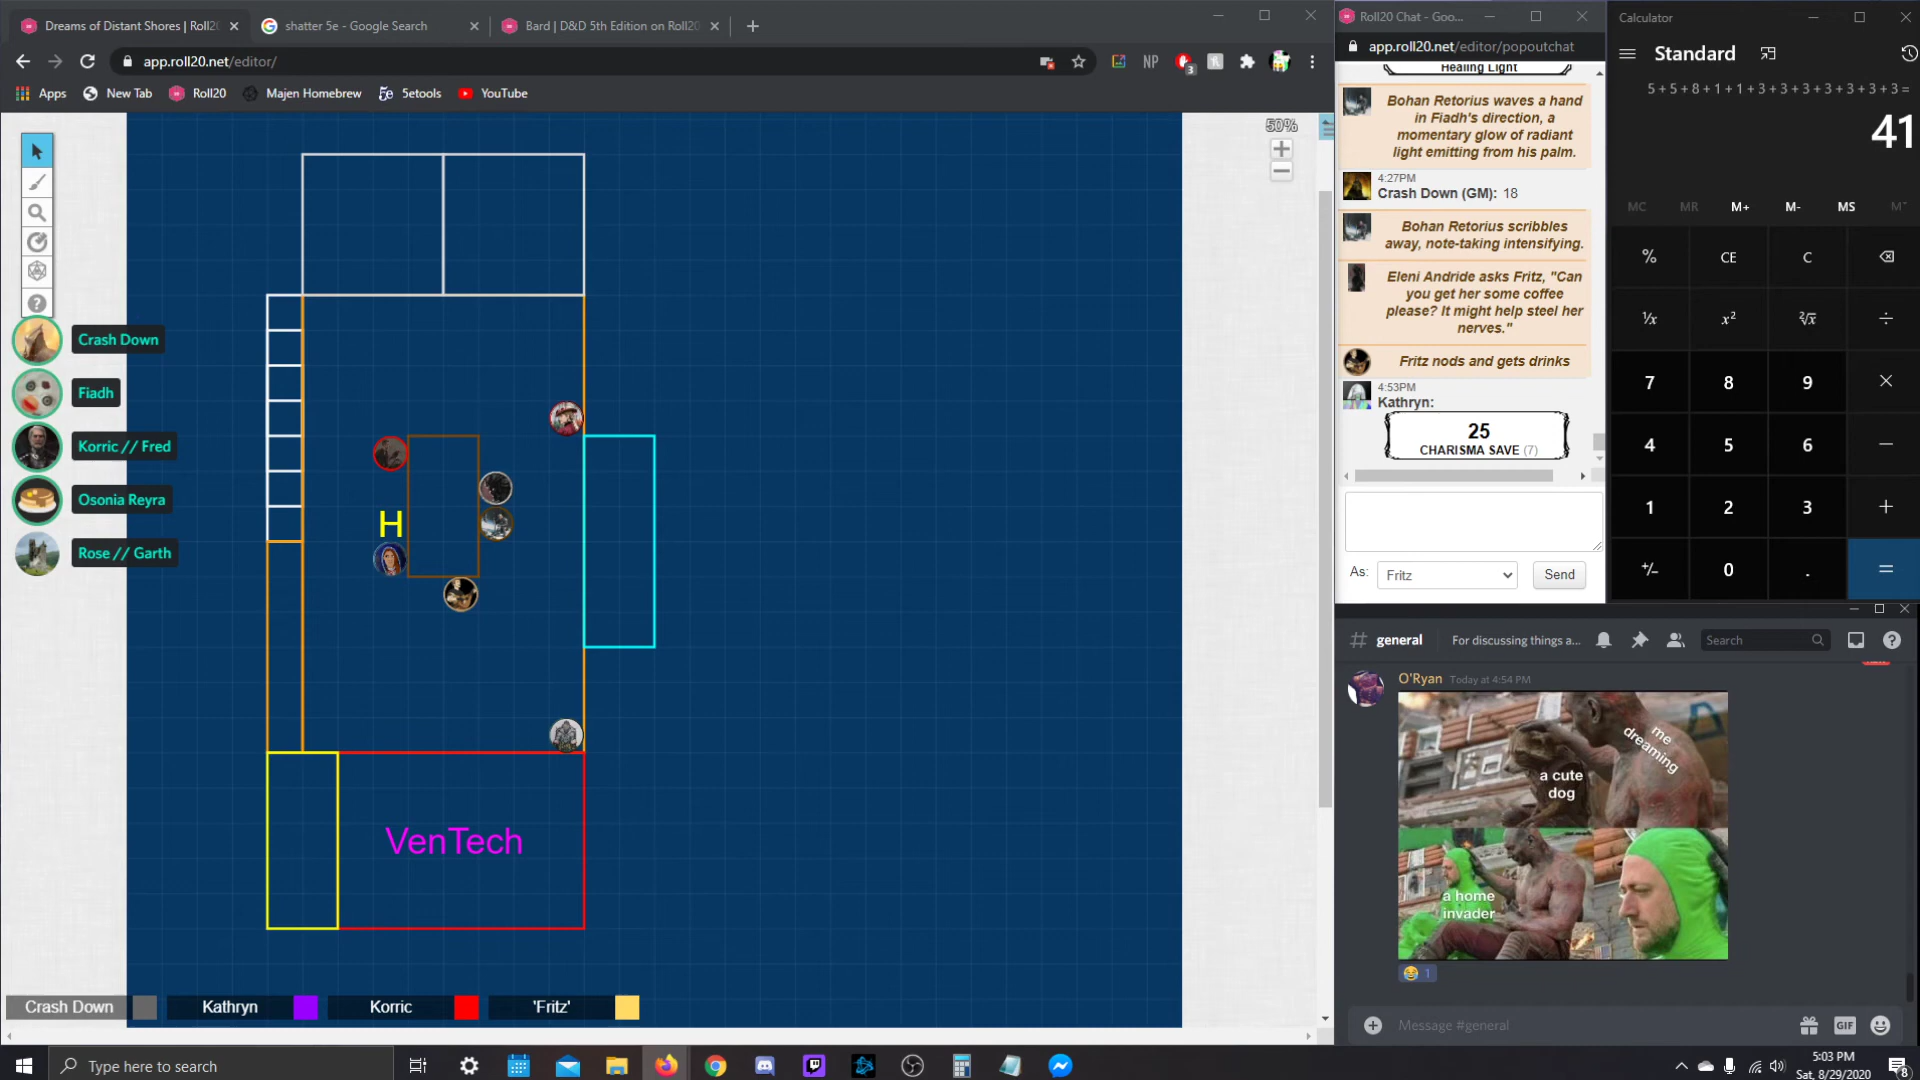 Dreams of Distant Shores | Roll20
shatter 5e - Google Search
Bard | D&D 5th Edition on Roll20
app.roll20.net/editor/
NP
3
Apps
New Tab
Roll20
Majen Homebrew
5etools
YouTube
50%
Crash Down
Fiadh
Korric // Fred
Osonia Reyra
Rose // Garth
H
VenTech
Crash Down
Kathryn
Korric
'Fritz'
Roll20 Chat - Goo...
app.roll20.net/editor/popoutchat
Healing Light
Bohan Retorius waves a hand
in Fiadh's direction, a
momentary glow of radiant
light emitting from his palm.
4:27PM
Crash Down (GM): 18
Bohan Retorius scribbles
away, note-taking intensifying.
Eleni Andride asks Fritz, "Can
you get her some coffee
please? It might help steel her
nerves."
Fritz nods and gets drinks
4:53PM
Kathryn:
25
CHARISMA SAVE (7)
As:
Fritz
Send
Calculator
Standard
5 + 5 + 8 + 1 + 1 + 3 + 3 + 3 + 3 + 3 + 3 + 3 =
41
MC MR M+ M- MS
% CE C
¹/x x² ²√x ÷
7 8 9 ×
4 5 6 −
1 2 3 +
+/− 0 . =
# general
For discussing things a...
Search
O'Ryan Today at 4:54 PM
me
dreaming
a cute
dog
a home
invader
1
Message #general
GIF
Type here to search
5:03 PM
Sat, 8/29/2020
8